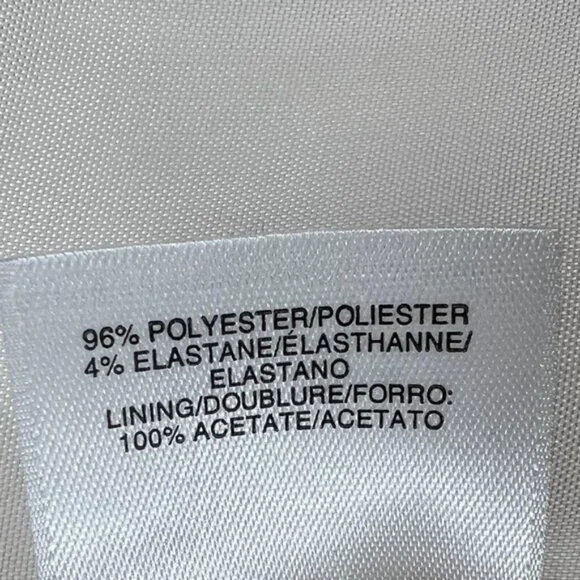 96% POLYESTER/POLIESTER
4% ELASTANE/ÉLASTHANNE/
ELASTANO
LINING/DOUBLURE/FORRO:
100% ACETATE/ACETATO